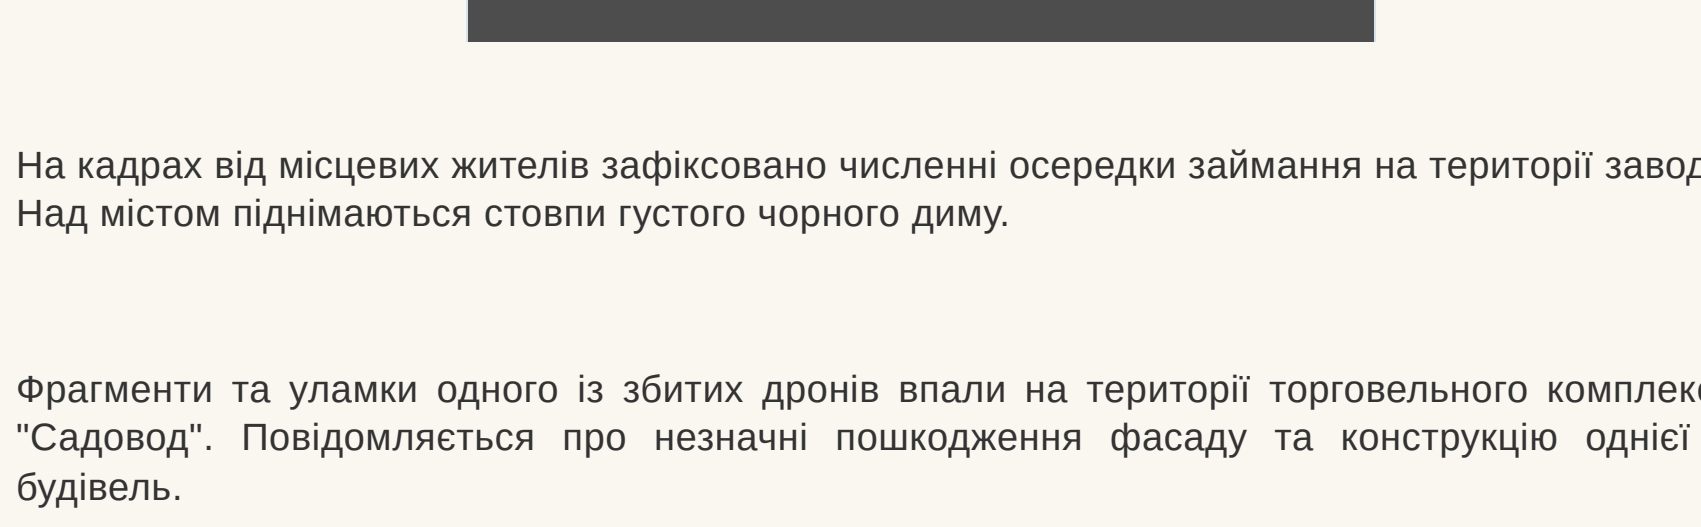 На кадрах від місцевих жителів зафіксовано численні осередки займання на території
Над містом піднімаються стовпи густого чорного диму.
Фрагменти та уламки одного із збитих дронів впали на території торговельного
"Садовод". Повідомляється про незначні пошкодження фасаду та конструкцію однієї
будівель.